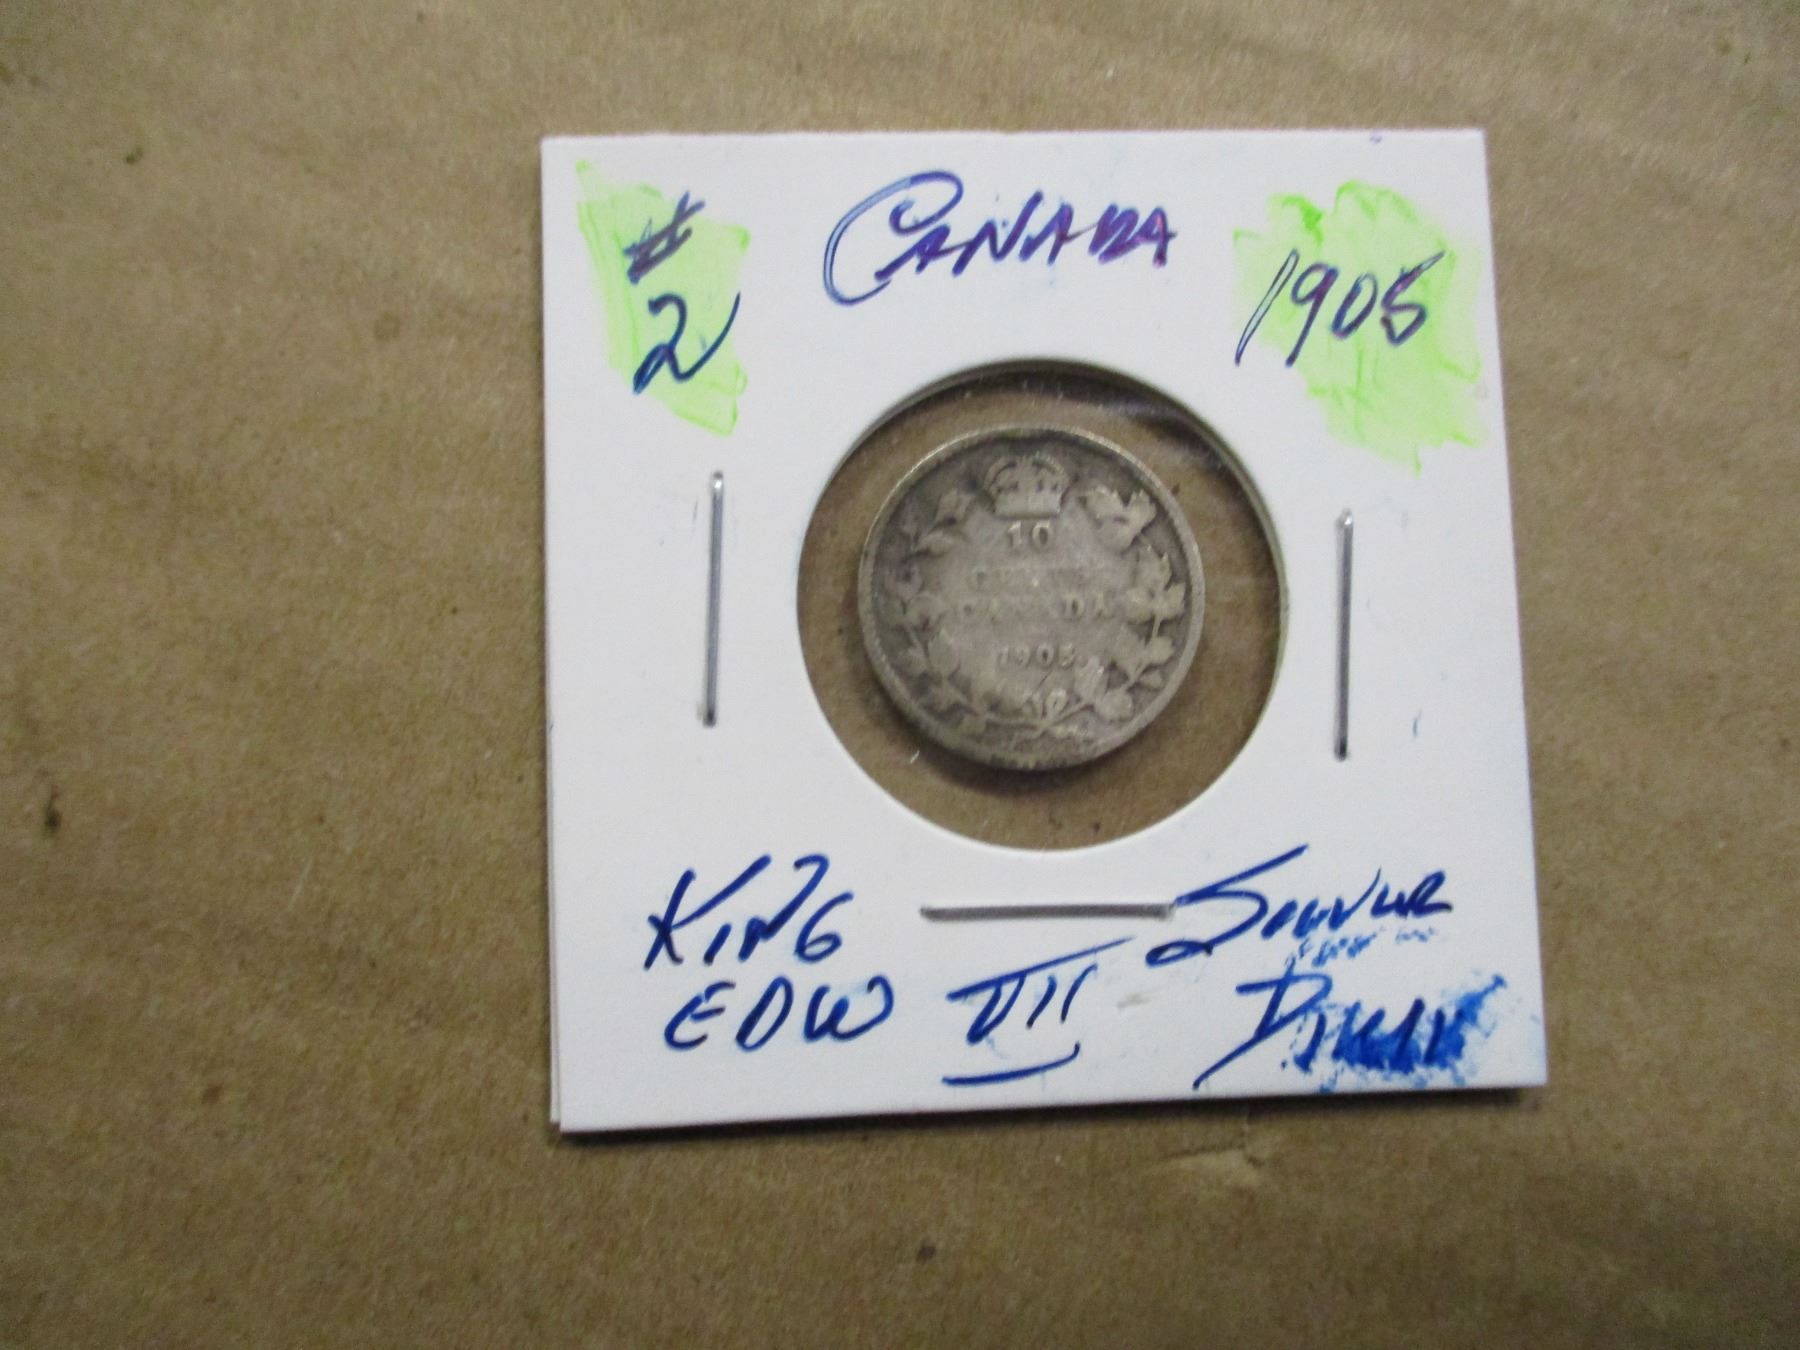 # 2
CANADA
1905
10
CENTS
CANADA
1905
KING
EDW VII
SILVER
DIME